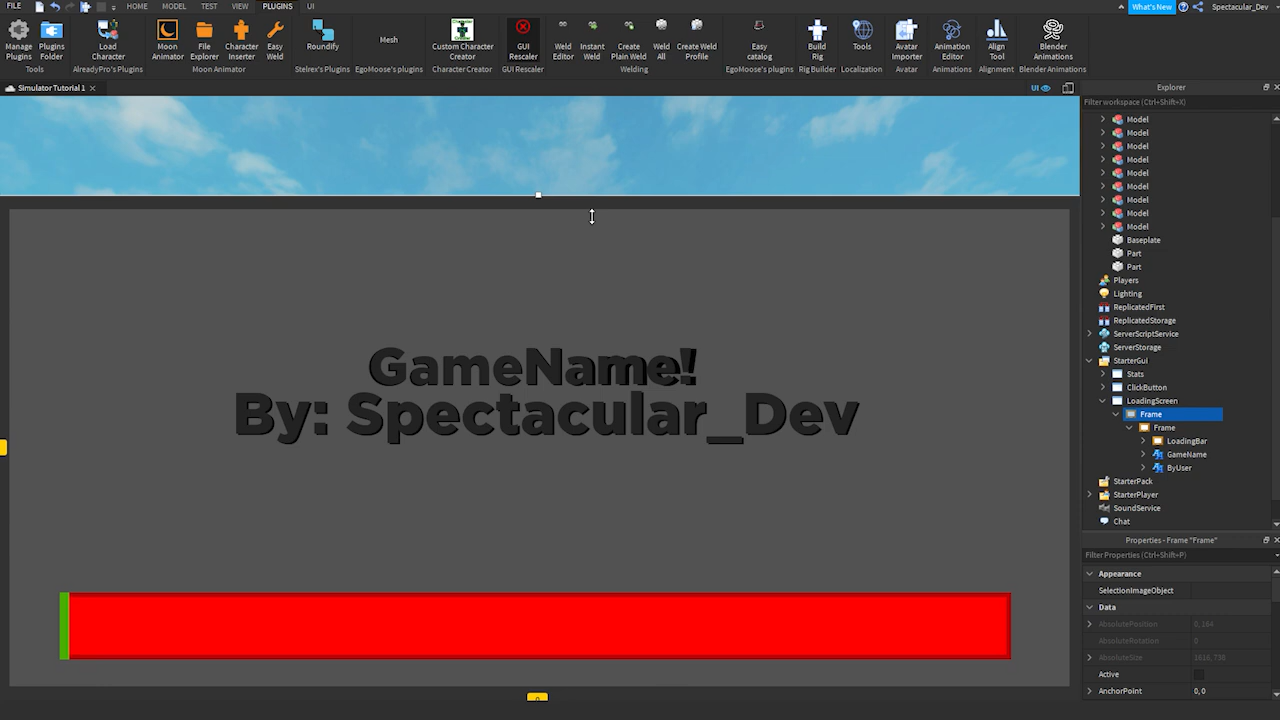 FILE HOME MODEL TEST VIEW PLUGINS UI What's New Spectacular_Dev
Manage Plugins
Plugins Folder
Tools
Load Character
AlreadyPro's Plugins
Moon Animator
File Explorer
Character Inserter
Easy Weld
Moon Animator
Roundify
Stelrex's Plugins
Mesh
EgoMoose's plugins
Custom Character Creator
Character Creator
GUI Rescaler
GUI Rescaler
Weld Editor
Instant Weld
Create Plain Weld
Weld All
Create Weld Profile
Welding
Easy catalog
EgoMoose's plugins
Build Rig
Rig Builder
Tools
Localization
Avatar Importer
Avatar
Animation Editor
Animations
Align Tool
Alignment
Blender Animations
Blender Animations
Simulator Tutorial 1
UI
GameName!
By: Spectacular_Dev
0
Explorer
Filter workspace (Ctrl+Shift+X)
Model
Model
Model
Model
Model
Model
Model
Model
Model
Baseplate
Part
Part
Players
Lighting
ReplicatedFirst
ReplicatedStorage
ServerScriptService
ServerStorage
StarterGui
Stats
ClickButton
LoadingScreen
Frame
Frame
LoadingBar
GameName
ByUser
StarterPack
StarterPlayer
SoundService
Chat
Properties - Frame "Frame"
Filter Properties (Ctrl+Shift+P)
Appearance
SelectionImageObject
Data
AbsolutePosition 0, 164
AbsoluteRotation 0
AbsoluteSize
Active
AnchorPoint 0, 0